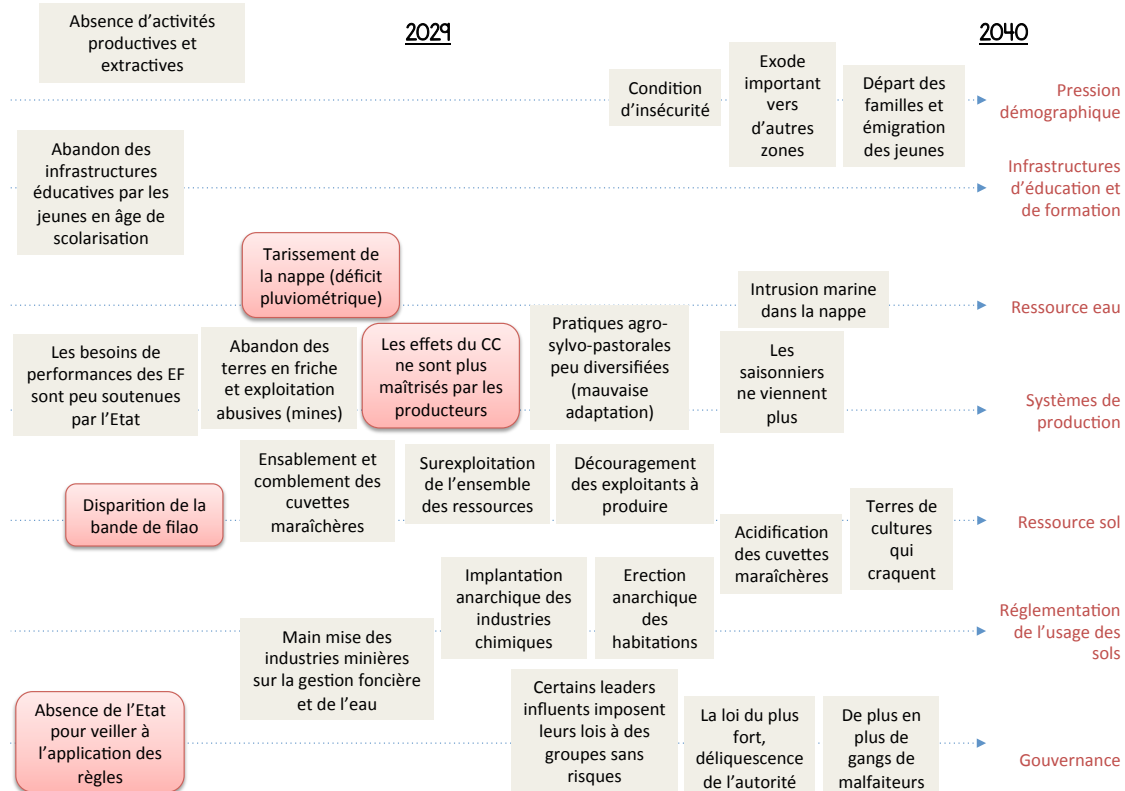 Absence d’activités
productives et
extractives
2029
2040
Condition
d’insécurité
Exode
important
vers
d’autres
zones
Départ des
familles et
émigration
des jeunes
Pression
démographique
Abandon des
infrastructures
éducatives par les
jeunes en âge de
scolarisation
Infrastructures
d’éducation et
de formation
Tarissement de
la nappe (déficit
pluviométrique)
Intrusion marine
dans la nappe
Ressource eau
Les besoins de
performances des EF
sont peu soutenues
par l’Etat
Abandon des
terres en friche
et exploitation
abusives (mines)
Les effets du CC
ne sont plus
maîtrisés par les
producteurs
Pratiques agro-
sylvo-pastorales
peu diversifiées
(mauvaise
adaptation)
Les
saisonniers
ne viennent
plus
Systèmes de
production
Disparition de la
bande de filao
Ensablement et
comblement des
cuvettes
maraîchères
Surexploitation
de l’ensemble
des ressources
Découragement
des exploitants à
produire
Acidification
des cuvettes
maraîchères
Terres de
cultures
qui
craquent
Ressource sol
Main mise des
industries minières
sur la gestion foncière
et de l’eau
Implantation
anarchique des
industries
chimiques
Erection
anarchique
des
habitations
Réglementation
de l’usage des
sols
Absence de l’Etat
pour veiller à
l’application des
règles
Certains leaders
influents imposent
leurs lois à des
groupes sans
risques
La loi du plus
fort,
déliquescence
de l’autorité
De plus en
plus de
gangs de
malfaiteurs
Gouvernance